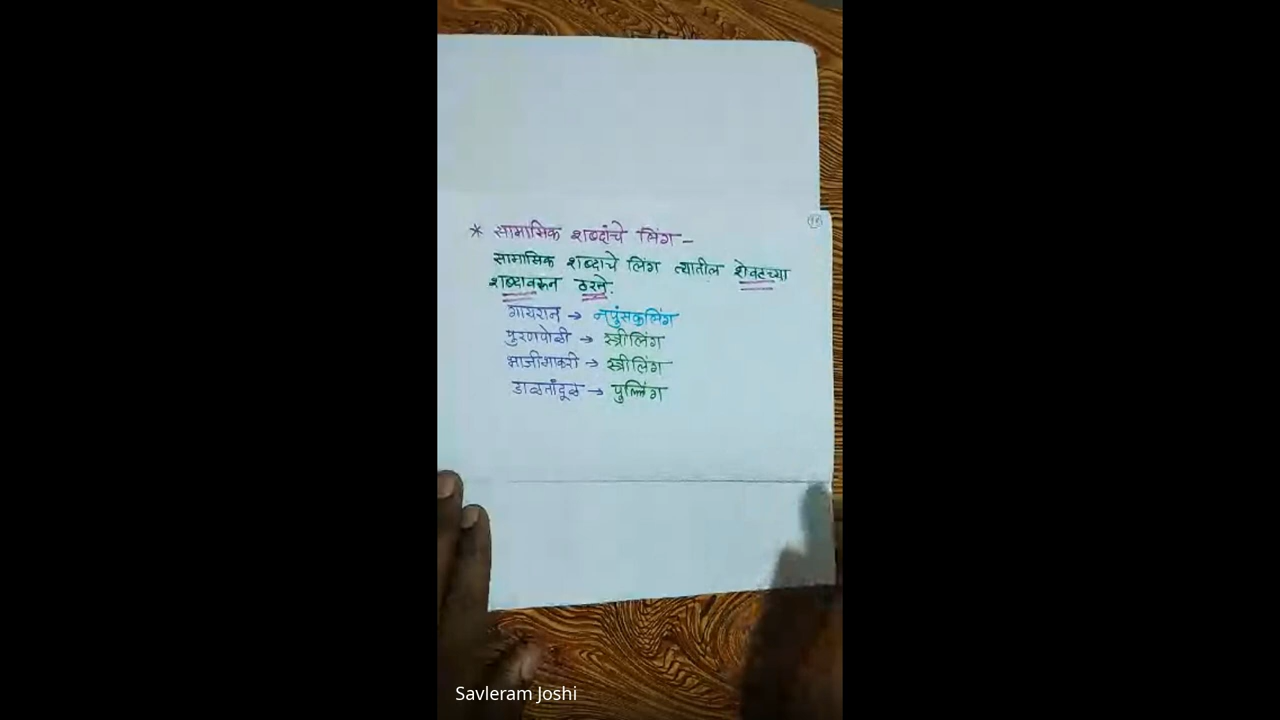 * सामासिक शब्दांचे लिंग -
सामासिक शब्दाचे लिंग त्यातील शेवटच्या
शब्दावरून ठरते.
गायरान → नपुंसकलिंग
पुरणपोळी → स्त्रीलिंग
भाजीभाकरी → स्त्रीलिंग
डाळतांदूळ → पुल्लिंग
Savleram Joshi